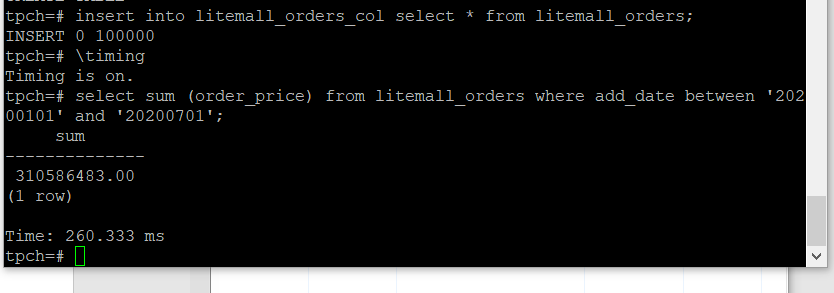 tpch=# insert into litemall_orders_col select * from litemall_orders;
INSERT 0 100000
tpch=# \timing
Timing is on.
tpch=# select sum (order_price) from litemall_orders where add_date between '202
00101' and '20200701';
sum
--------------
310586483.00
(1 row)
Time: 260.333 ms
tpch=#